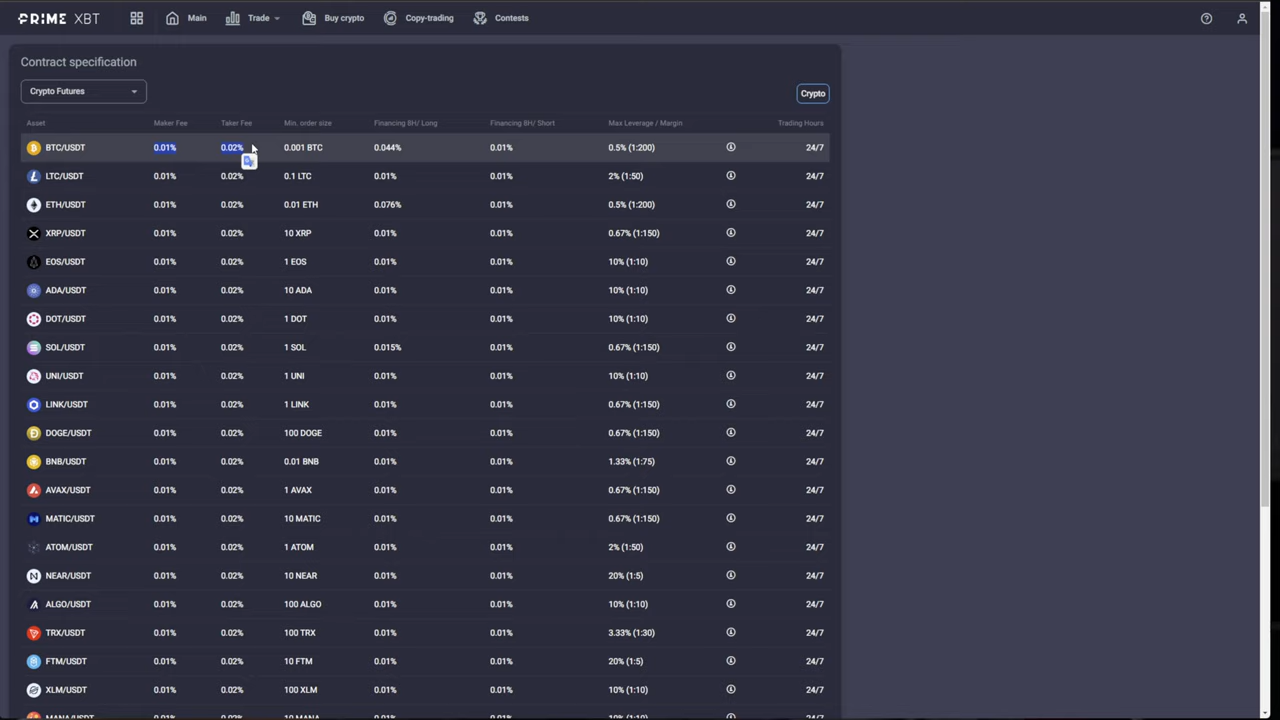 PRIME XBT Main Trade Buy crypto Copy-trading Contests
Contract specification
Crypto Futures Crypto
Asset Maker Fee Taker Fee Min. order size Financing 8H/ Long Financing 8H/ Short Max Leverage / Margin Trading Hours
BTC/USDT 0.01% 0.02% 0.001 BTC 0.044% 0.01% 0.5% (1:200) 24/7
LTC/USDT 0.01% 0.02% 0.1 LTC 0.01% 0.01% 2% (1:50) 24/7
ETH/USDT 0.01% 0.02% 0.01 ETH 0.076% 0.01% 0.5% (1:200) 24/7
XRP/USDT 0.01% 0.02% 10 XRP 0.01% 0.01% 0.67% (1:150) 24/7
EOS/USDT 0.01% 0.02% 1 EOS 0.01% 0.01% 10% (1:10) 24/7
ADA/USDT 0.01% 0.02% 10 ADA 0.01% 0.01% 10% (1:10) 24/7
DOT/USDT 0.01% 0.02% 1 DOT 0.01% 0.01% 10% (1:10) 24/7
SOL/USDT 0.01% 0.02% 1 SOL 0.015% 0.01% 0.67% (1:150) 24/7
UNI/USDT 0.01% 0.02% 1 UNI 0.01% 0.01% 10% (1:10) 24/7
LINK/USDT 0.01% 0.02% 1 LINK 0.01% 0.01% 0.67% (1:150) 24/7
DOGE/USDT 0.01% 0.02% 100 DOGE 0.01% 0.01% 0.67% (1:150) 24/7
BNB/USDT 0.01% 0.02% 0.01 BNB 0.01% 0.01% 1.33% (1:75) 24/7
AVAX/USDT 0.01% 0.02% 1 AVAX 0.01% 0.01% 0.67% (1:150) 24/7
MATIC/USDT 0.01% 0.02% 10 MATIC 0.01% 0.01% 0.67% (1:150) 24/7
ATOM/USDT 0.01% 0.02% 1 ATOM 0.01% 0.01% 2% (1:50) 24/7
NEAR/USDT 0.01% 0.02% 10 NEAR 0.01% 0.01% 20% (1:5) 24/7
ALGO/USDT 0.01% 0.02% 100 ALGO 0.01% 0.01% 10% (1:10) 24/7
TRX/USDT 0.01% 0.02% 100 TRX 0.01% 0.01% 3.33% (1:30) 24/7
FTM/USDT 0.01% 0.02% 10 FTM 0.01% 0.01% 20% (1:5) 24/7
XLM/USDT 0.01% 0.02% 100 XLM 0.01% 0.01% 10% (1:10) 24/7
MANA/USDT 0.01% 0.02% 10 MANA 0.01% 0.01% 10% (1:10) 24/7